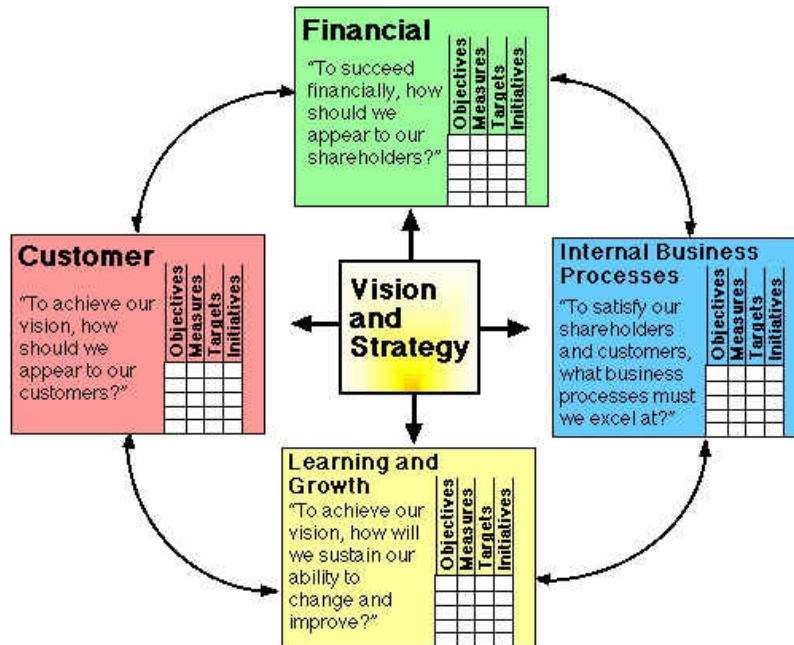 Financial
"To succeed
financially, how
should we
appear to our
shareholders?"
Objectives
Measures
Targets
Initiatives
Customer
"To achieve our
vision, how
should we
appear to our
customers?"
Objectives
Measures
Targets
Initiatives
Vision
and
Strategy
Internal Business
Processes
"To satisfy our
shareholders
and customers,
what business
processes must
we excel at?"
Objectives
Measures
Targets
Initiatives
Learning and
Growth
"To achieve our
vision, how will
we sustain our
ability to
change and
improve?"
Objectives
Measures
Targets
Initiatives